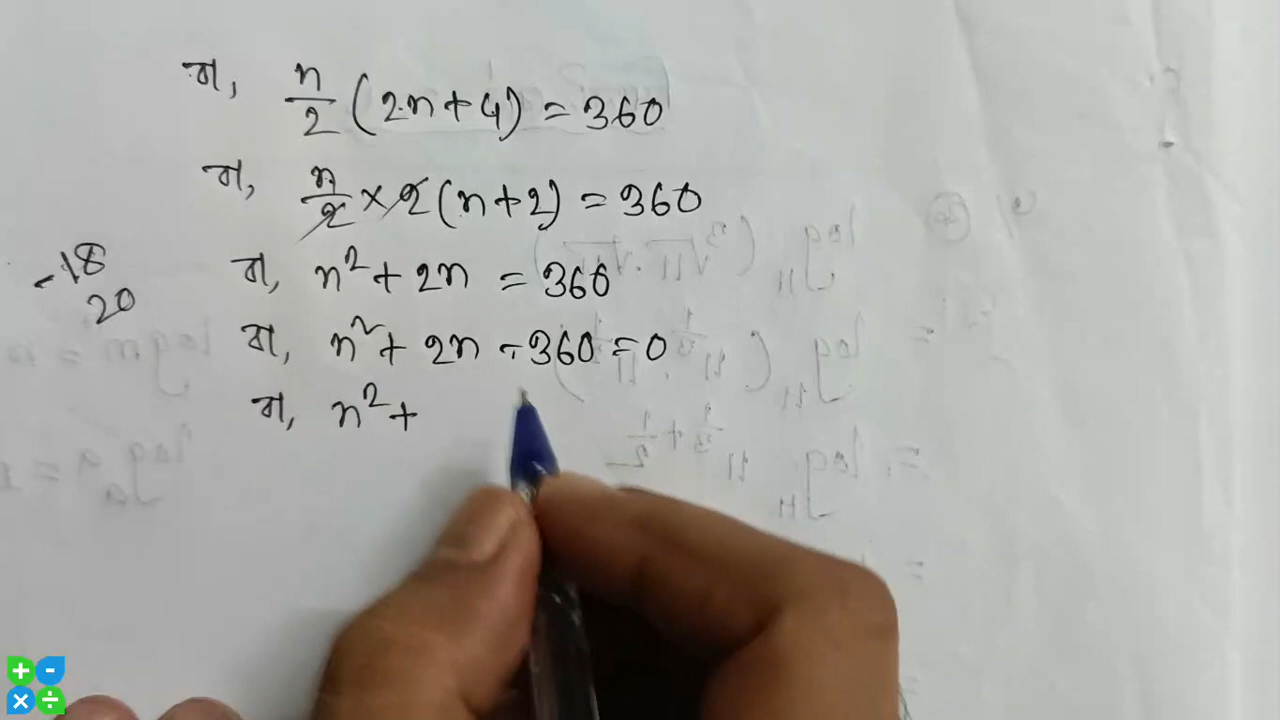 বা, n/2 (2n+4) = 360
বা, n/2 × 2 (n+2) = 360
বা, n² + 2n = 360
বা, n² + 2n - 360 = 0
বা, n² +
-18
20